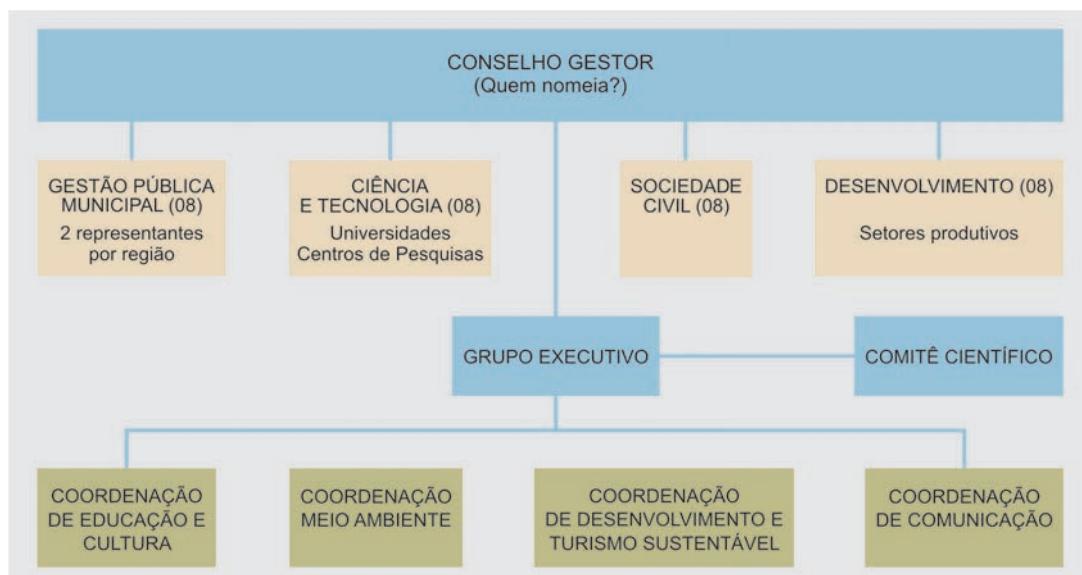 CONSELHO GESTOR
(Quem nomeia?)
GESTÃO PÚBLICA
MUNICIPAL (08)
2 representantes
por região
CIÊNCIA
E TECNOLOGIA (08)
Universidades
Centros de Pesquisas
SOCIEDADE
CIVIL (08)
DESENVOLVIMENTO (08)
Setores produtivos
GRUPO EXECUTIVO
COMITÊ CIENTÍFICO
COORDENAÇÃO
DE EDUCAÇÃO E
CULTURA
COORDENAÇÃO
MEIO AMBIENTE
COORDENAÇÃO
DE DESENVOLVIMENTO E
TURISMO SUSTENTÁVEL
COORDENAÇÃO
DE COMUNICAÇÃO